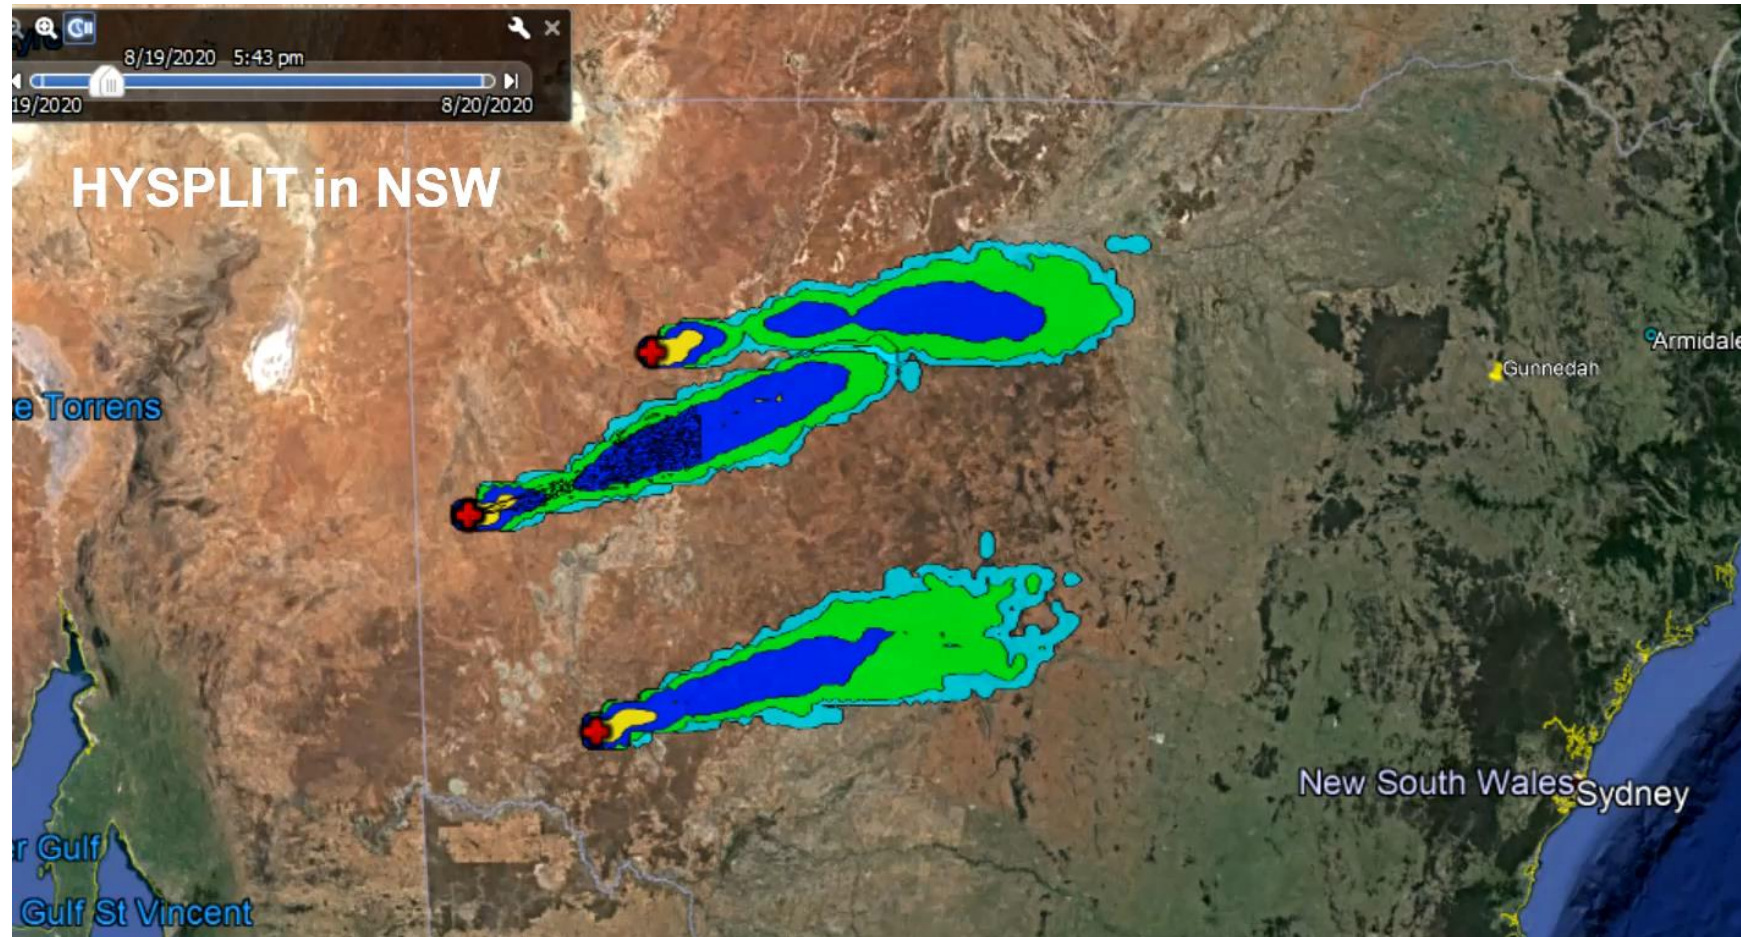 8/19/2020 5:43 pm
19/2020
8/20/2020
HYSPLIT in NSW
Armidale
Gunnedah
e Torrens
New South Wales
Sydney
r Gulf
Gulf St Vincent